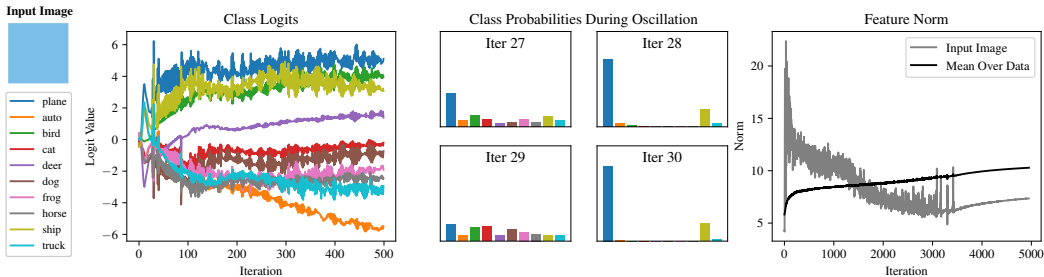 Input Image
plane
auto
bird
cat
deer
dog
frog
horse
ship
truck
Class Logits
Logit Value
6
4
2
0
−2
−4
−6
0
100
200
300
400
500
Iteration
Class Probabilities During Oscillation
Iter 27
Iter 28
Iter 29
Iter 30
Feature Norm
Input Image
Mean Over Data
Norm
20
15
10
5
0
1000
2000
3000
4000
5000
Iteration